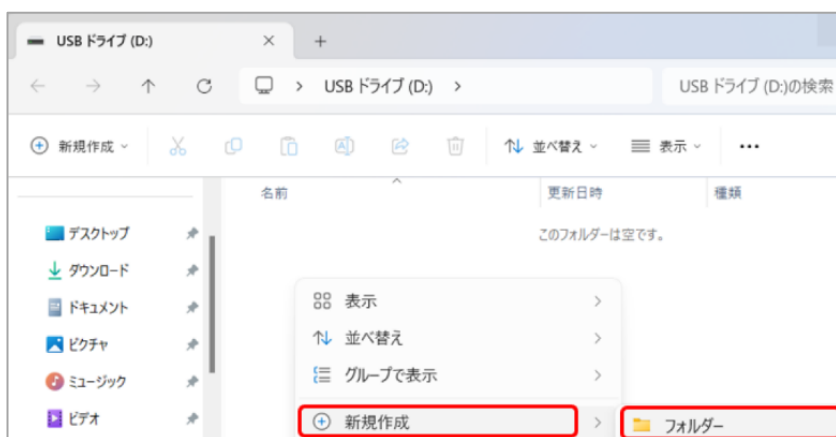 USB ドライブ (D:)
USB ドライブ (D:)
USB ドライブ (D:)の検索
新規作成
並べ替え
表示
名前
更新日時
種類
このフォルダーは空です。
デスクトップ
ダウンロード
ドキュメント
ピクチャ
ミュージック
ビデオ
表示
並べ替え
グループで表示
新規作成
フォルダー